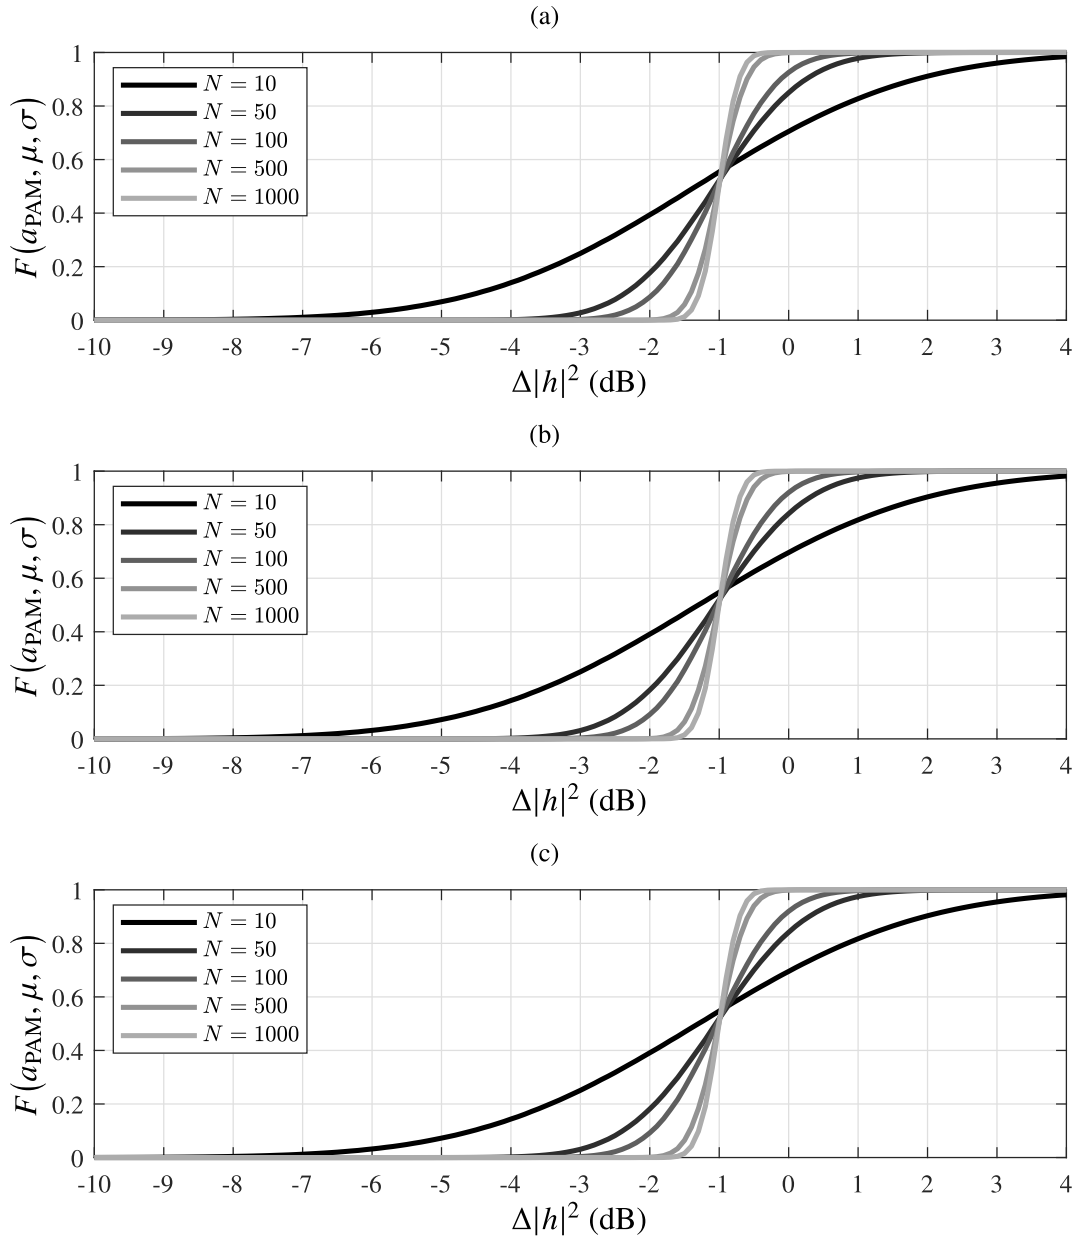 (a)
1
0.8
0.6
0.4
0.2
0
F(a_PAM, μ, σ)
N = 10
N = 50
N = 100
N = 500
N = 1000
-10 -9 -8 -7 -6 -5 -4 -3 -2 -1 0 1 2 3 4
Δ|h|² (dB)
(b)
1
0.8
0.6
0.4
0.2
0
F(a_PAM, μ, σ)
N = 10
N = 50
N = 100
N = 500
N = 1000
-10 -9 -8 -7 -6 -5 -4 -3 -2 -1 0 1 2 3 4
Δ|h|² (dB)
(c)
1
0.8
0.6
0.4
0.2
0
F(a_PAM, μ, σ)
N = 10
N = 50
N = 100
N = 500
N = 1000
-10 -9 -8 -7 -6 -5 -4 -3 -2 -1 0 1 2 3 4
Δ|h|² (dB)